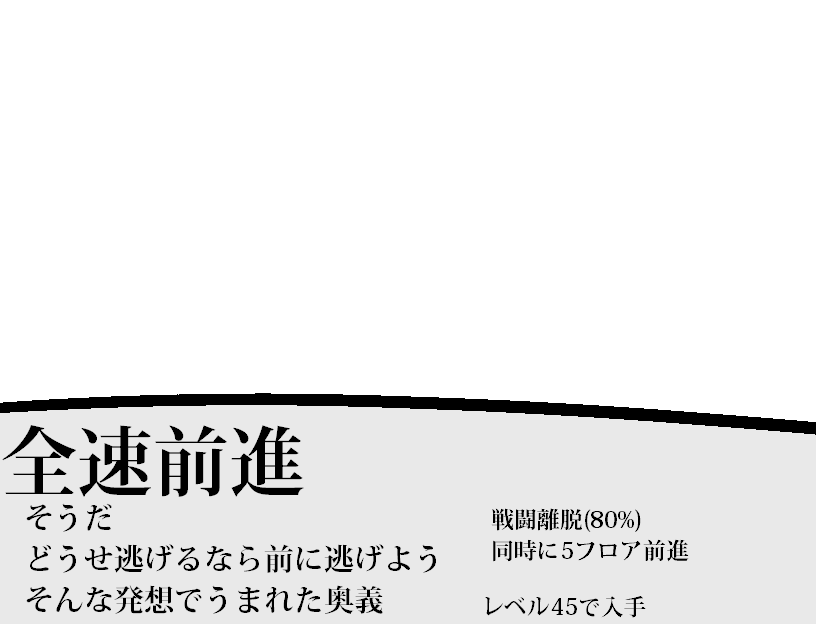 全速前進
そうだ
どうせ逃げるなら前に逃げよう
そんな発想でうまれた奥義
戦闘離脱(80%)
同時に5フロア前進
レベル45で入手